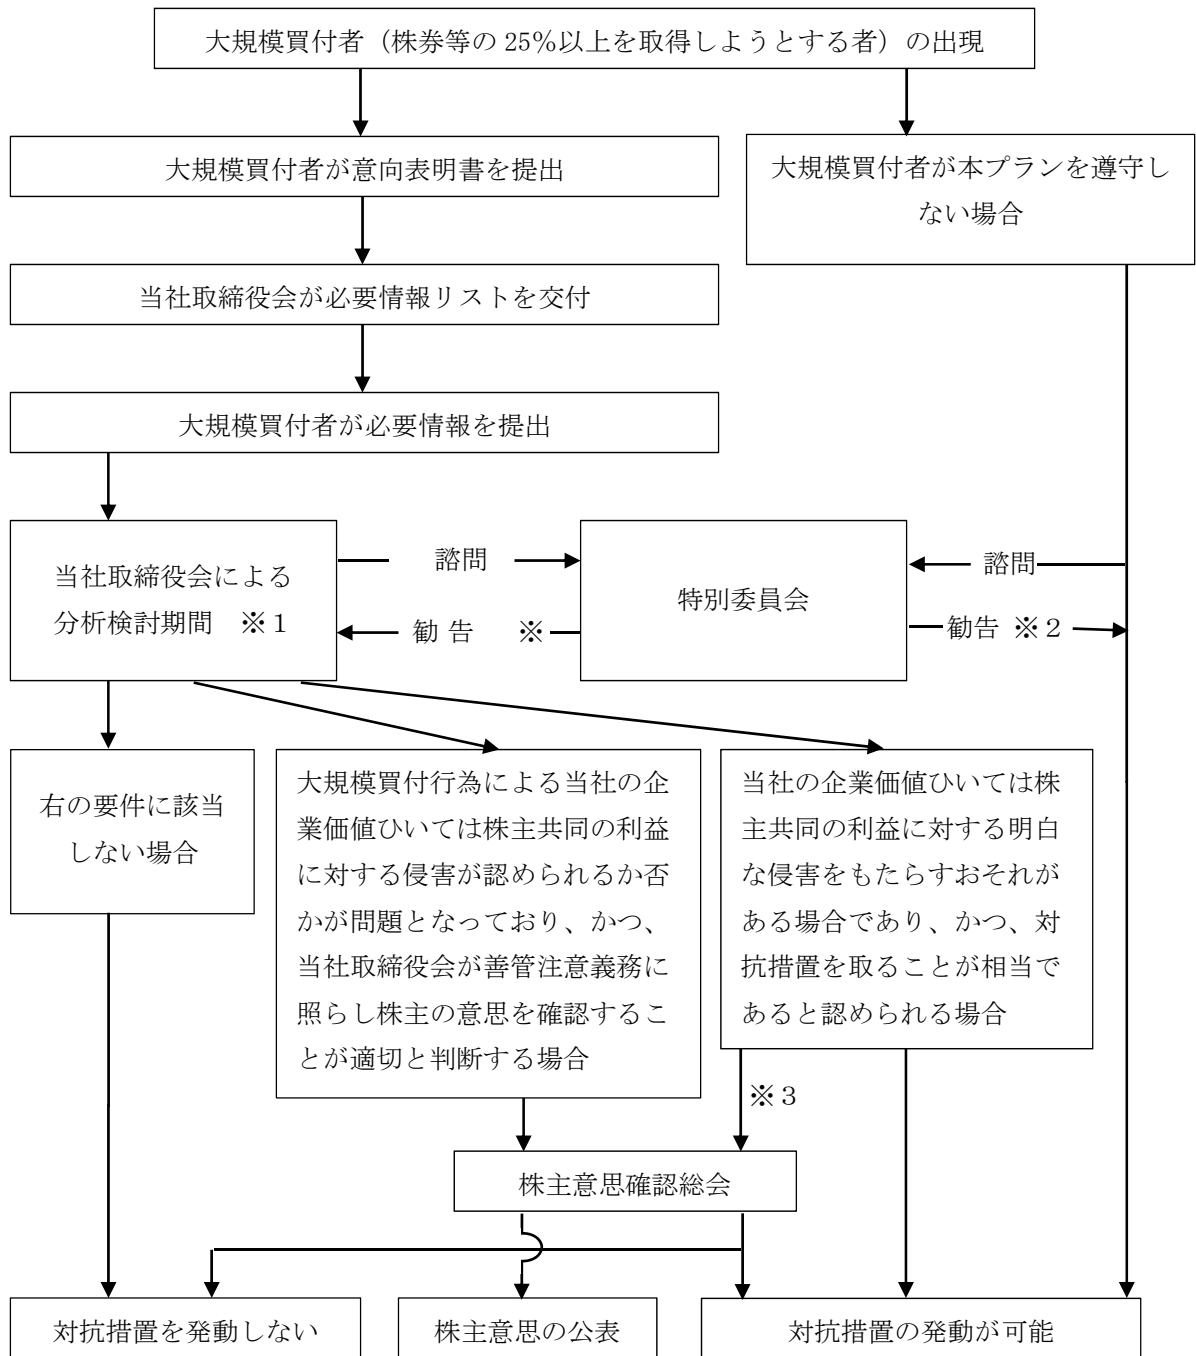 大規模買付者（株券等の 25％以上を取得しようとする者）の出現
大規模買付者が意向表明書を提出
大規模買付者が本プランを遵守し
ない場合
当社取締役会が必要情報リストを交付
大規模買付者が必要情報を提出
当社取締役会による
分析検討期間　※１
諮問
勧 告　※
特別委員会
諮問
勧告 ※２
右の要件に該当
しない場合
大規模買付行為による当社の企
業価値ひいては株主共同の利益
に対する侵害が認められるか否
かが問題となっており、かつ、
当社取締役会が善管注意義務に
照らし株主の意思を確認するこ
とが適切と判断する場合
当社の企業価値ひいては株
主共同の利益に対する明白
な侵害をもたらすおそれが
ある場合であり、かつ、対
抗措置を取ることが相当で
あると認められる場合
※３
株主意思確認総会
対抗措置を発動しない
株主意思の公表
対抗措置の発動が可能